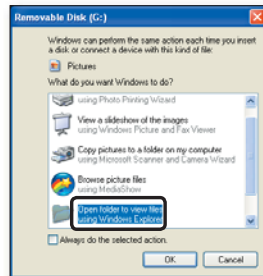 Removable Disk (G:)
Windows can perform the same action each time you insert
a disk or connect a device with this kind of file:
Pictures
What do you want Windows to do?
using Photo Printing Wizard
View a slideshow of the images
using Windows Picture and Fax Viewer
Copy pictures to a folder on my computer
using Microsoft Scanner and Camera Wizard
Browse picture files
using MediaShow
Open folder to view files
using Windows Explorer
Always do the selected action.
OK
Cancel